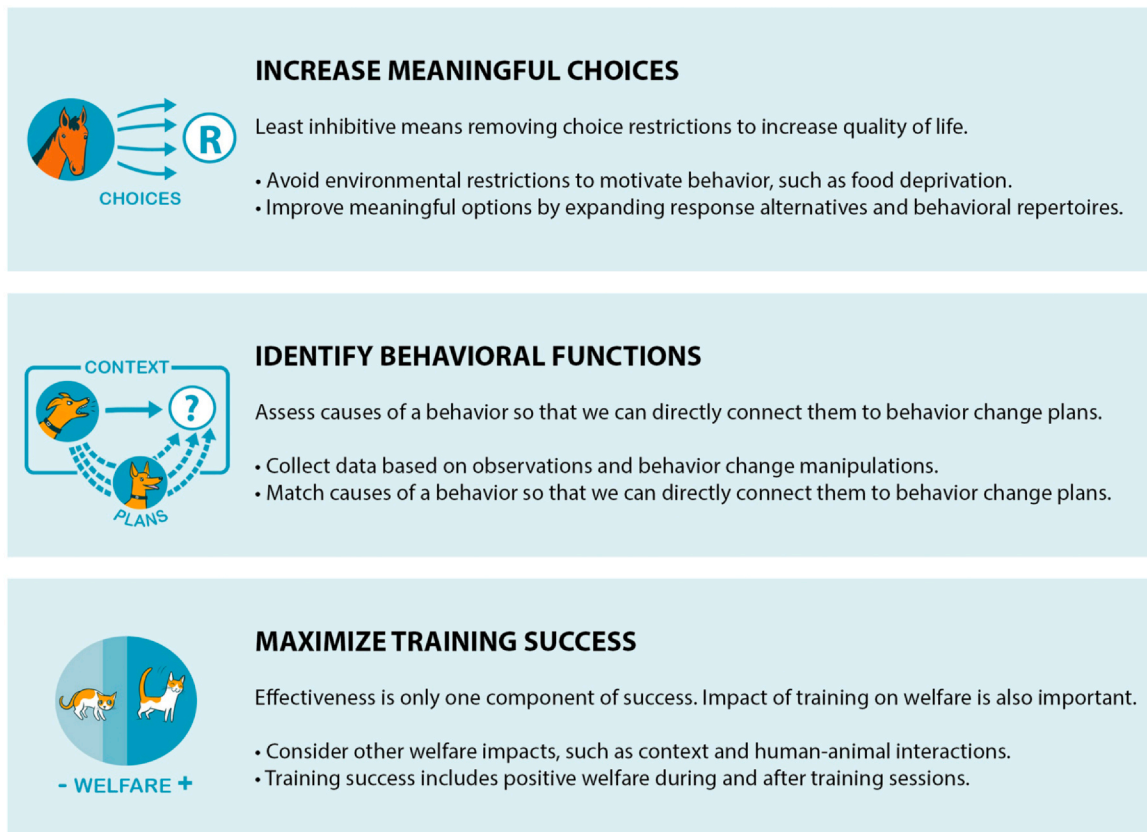 INCREASE MEANINGFUL CHOICES
Least inhibitive means removing choice restrictions to increase quality of life.
• Avoid environmental restrictions to motivate behavior, such as food deprivation.
• Improve meaningful options by expanding response alternatives and behavioral repertoires.
R
CHOICES
IDENTIFY BEHAVIORAL FUNCTIONS
Assess causes of a behavior so that we can directly connect them to behavior change plans.
• Collect data based on observations and behavior change manipulations.
• Match causes of a behavior so that we can directly connect them to behavior change plans.
CONTEXT
?
PLANS
MAXIMIZE TRAINING SUCCESS
Effectiveness is only one component of success. Impact of training on welfare is also important.
• Consider other welfare impacts, such as context and human-animal interactions.
• Training success includes positive welfare during and after training sessions.
- WELFARE +